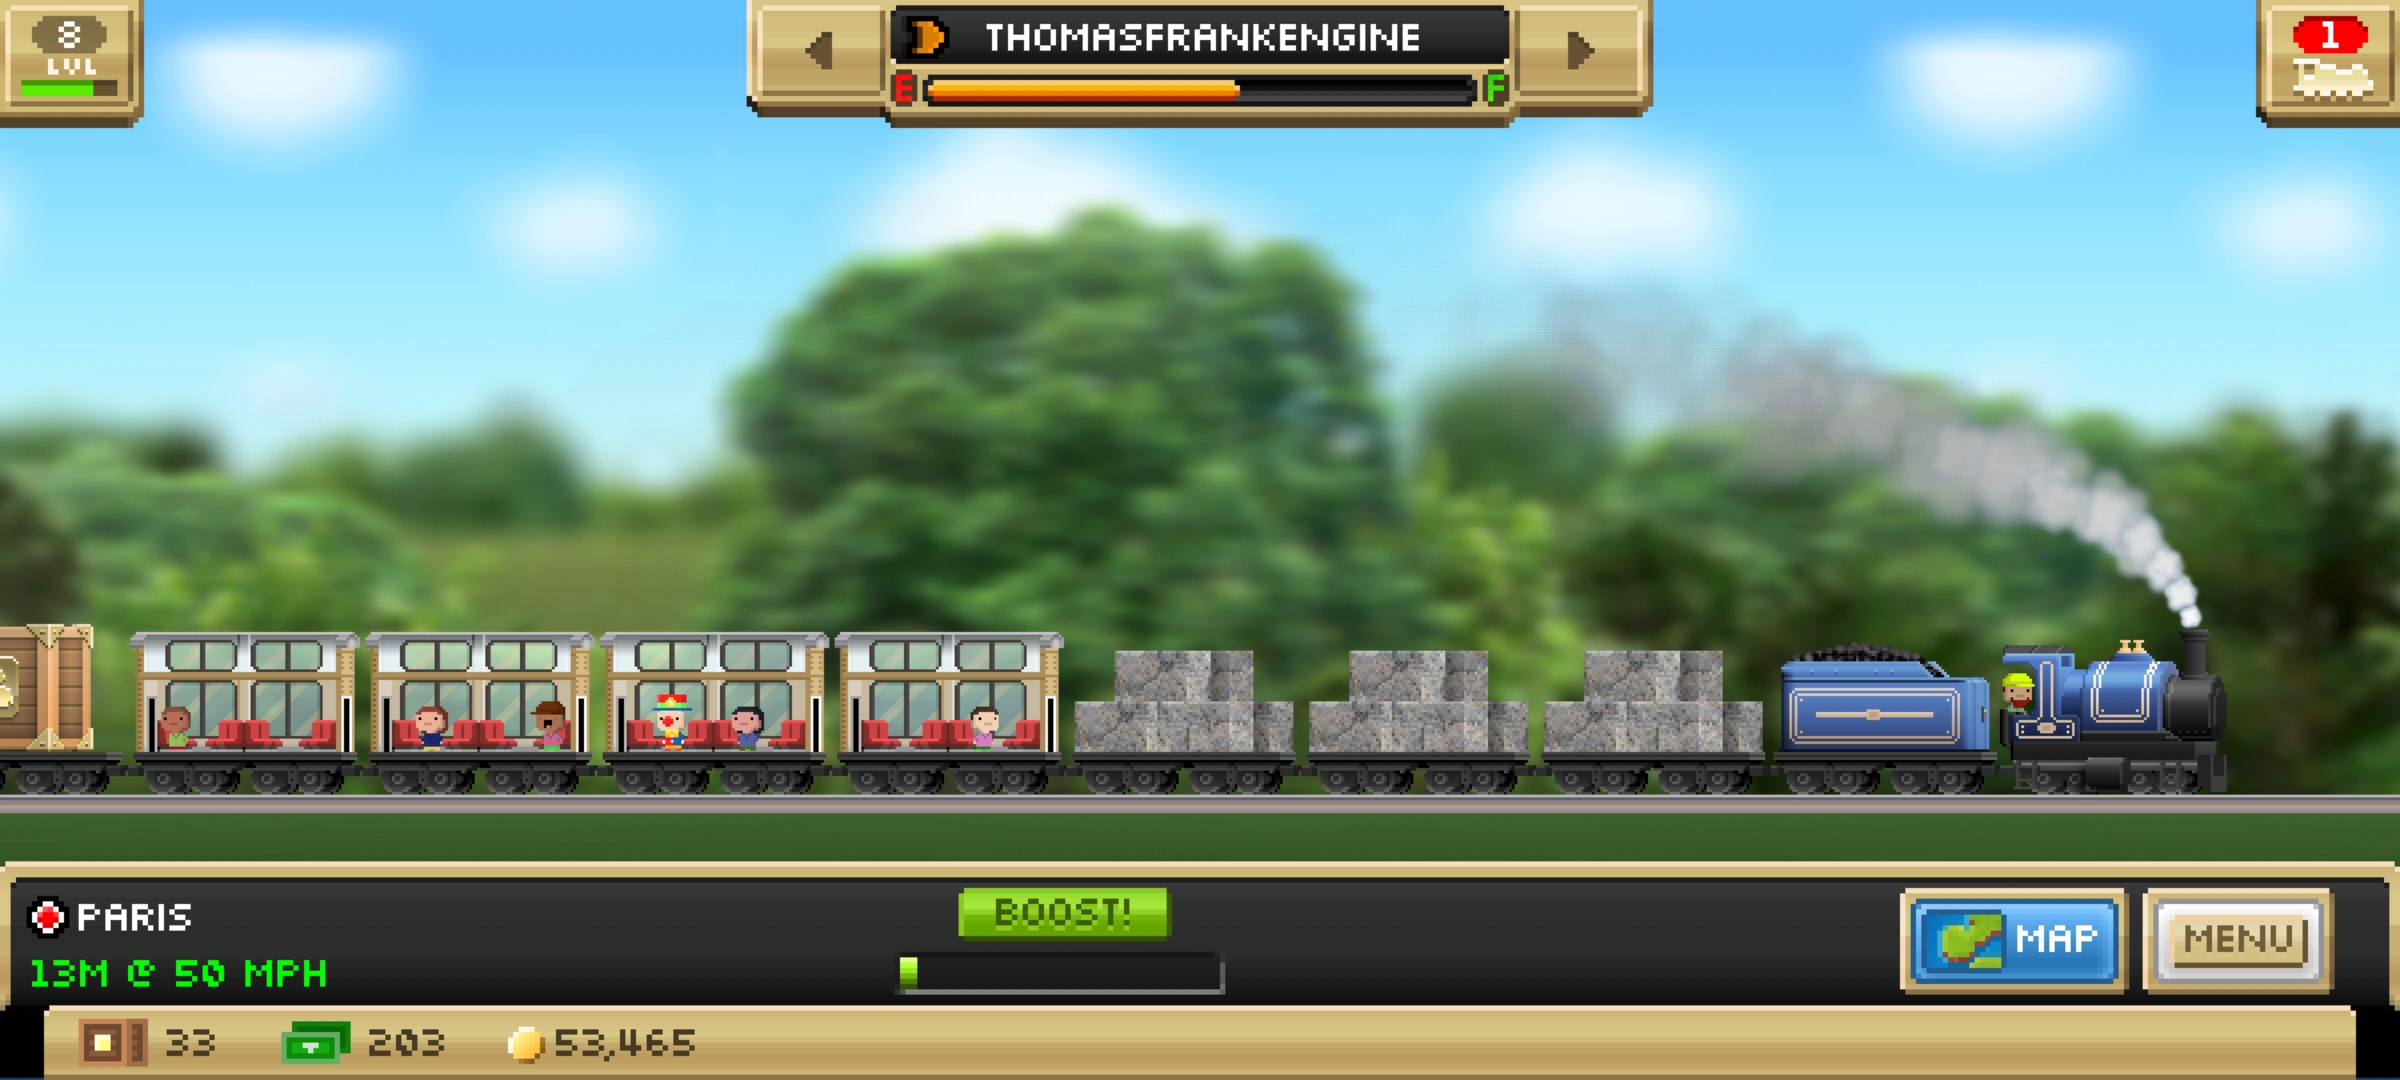 8
LVL
THOMASFRANKENGINE
E F
1
PARIS
13M @ 50 MPH
BOOST!
MAP
MENU
33 203 53,465